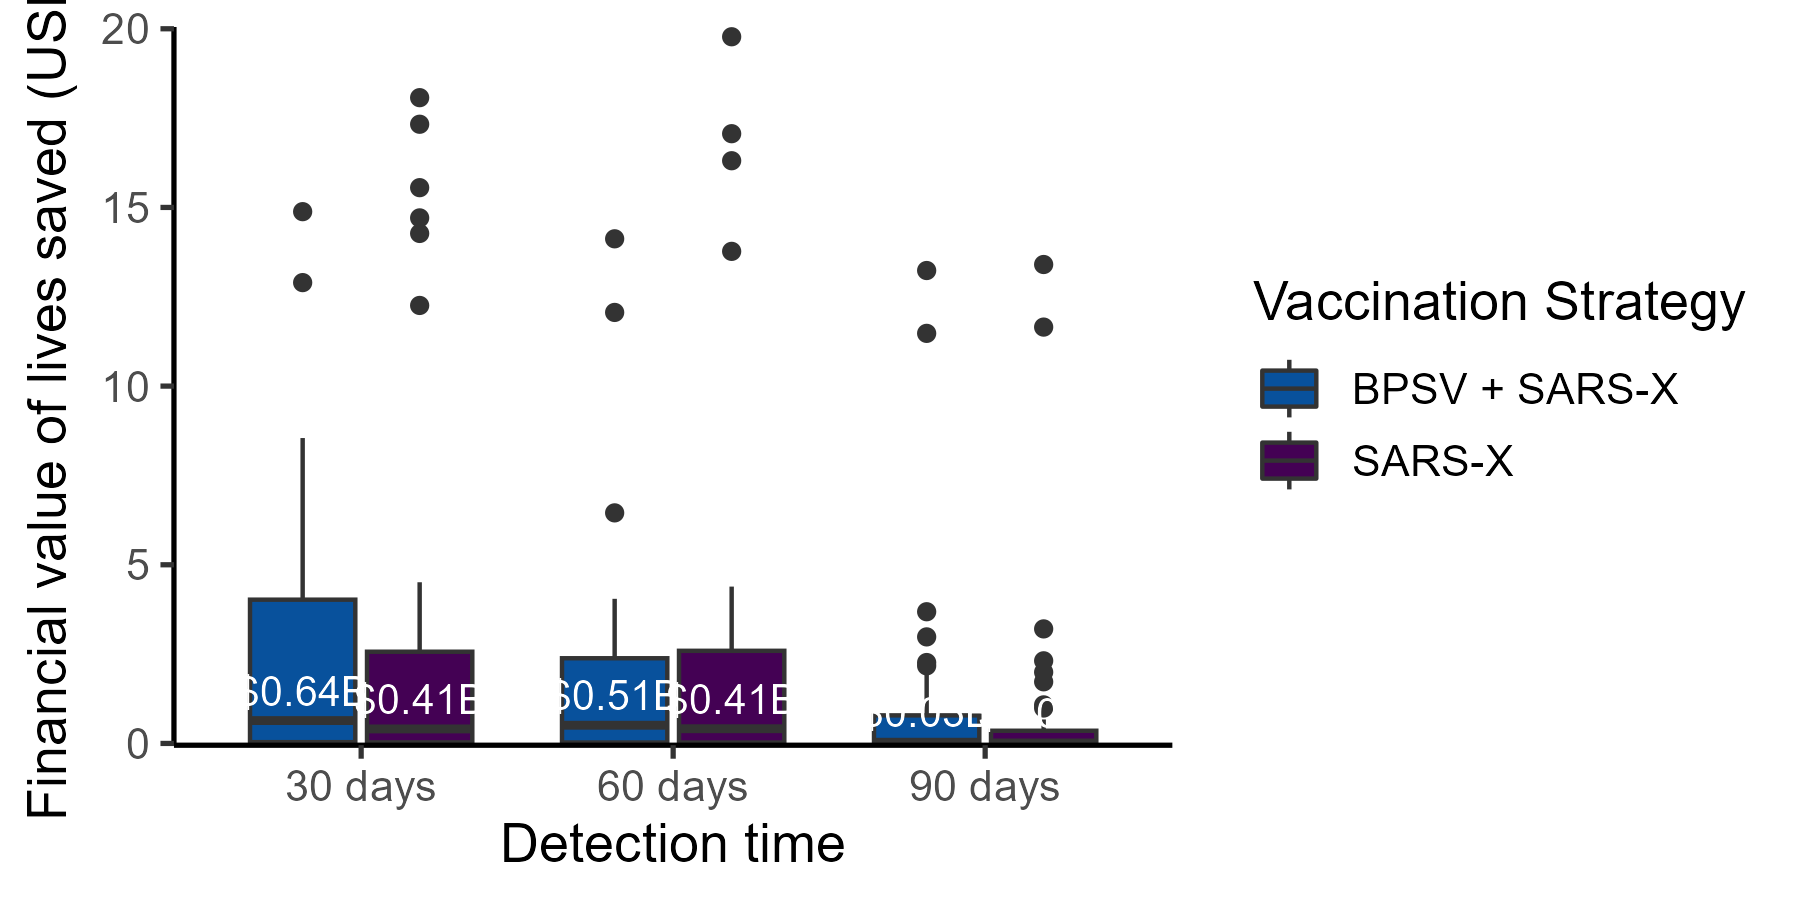 Financial value of lives saved (US
20
15
10
5
0
$0.64B
$0.41B
$0.51B
$0.41B
30 days
60 days
90 days
Detection time
Vaccination Strategy
BPSV + SARS-X
SARS-X